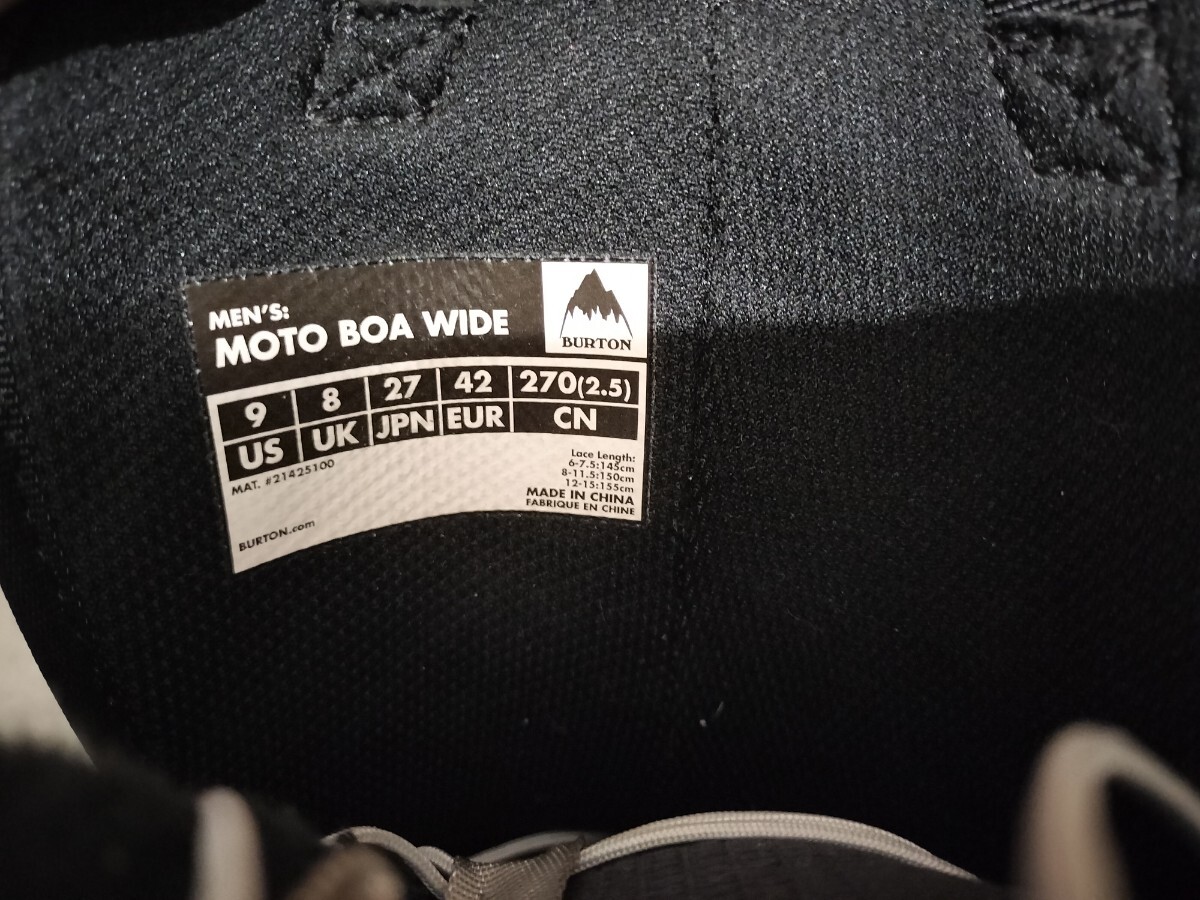 MEN'S:
MOTO BOA WIDE
BURTON
9 8 27 42 270(2.5)
US UK JPN EUR CN
MAT. #21425100
Lace Length:
6-7.5:145cm
8-11.5:150cm
12-15:155cm
MADE IN CHINA
FABRIQUE EN CHINE
BURTON.com